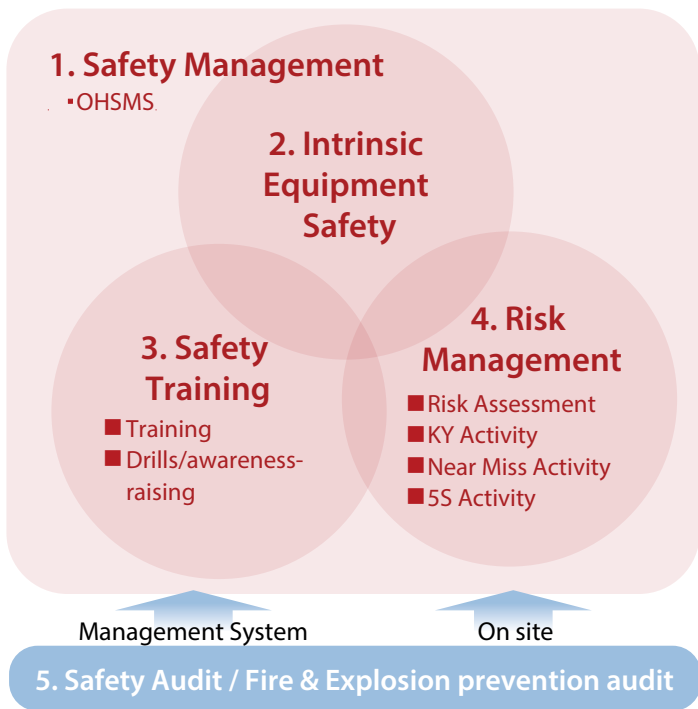 1. Safety Management
▪OHSMS
2. Intrinsic
Equipment
Safety
3. Safety
Training
■ Training
■ Drills/awareness-
raising
4. Risk
Management
■ Risk Assessment
■ KY Activity
■ Near Miss Activity
■ 5S Activity
Management System
On site
5. Safety Audit / Fire & Explosion prevention audit